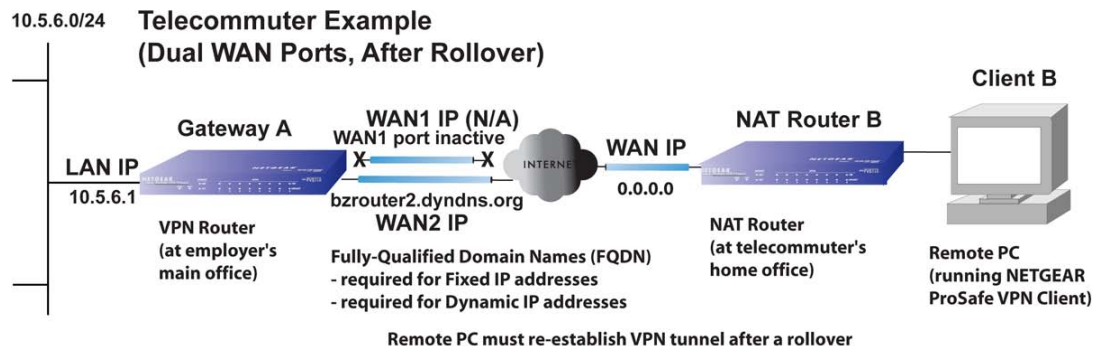 10.5.6.0/24
Telecommuter Example
(Dual WAN Ports, After Rollover)
Gateway A
WAN1 IP (N/A)
WAN1 port inactive
X
X
LAN IP
10.5.6.1
NETGEAR
bzrouter2.dyndns.org
WAN2 IP
INTERNET
WAN IP
0.0.0.0
NAT Router B
NETGEAR
Client B
VPN Router
(at employer's
main office)
Fully-Qualified Domain Names (FQDN)
- required for Fixed IP addresses
- required for Dynamic IP addresses
NAT Router
(at telecommuter's
home office)
Remote PC
(running NETGEAR
ProSafe VPN Client)
Remote PC must re-establish VPN tunnel after a rollover